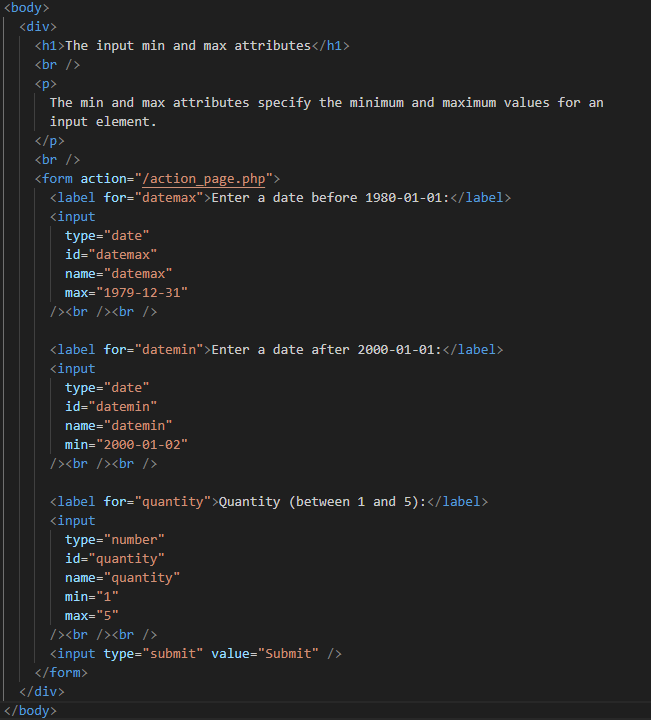 <body>
<div>
<h1>The input min and max attributes</h1>
<br />
<p>
The min and max attributes specify the minimum and maximum values for an
input element.
</p>
<br />
<form action="/action_page.php">
<label for="datemax">Enter a date before 1980-01-01:</label>
<input
type="date"
id="datemax"
name="datemax"
max="1979-12-31"
/><br /><br />
<label for="datemin">Enter a date after 2000-01-01:</label>
<input
type="date"
id="datemin"
name="datemin"
min="2000-01-02"
/><br /><br />
<label for="quantity">Quantity (between 1 and 5):</label>
<input
type="number"
id="quantity"
name="quantity"
min="1"
max="5"
/><br /><br />
<input type="submit" value="Submit" />
</form>
</div>
</body>